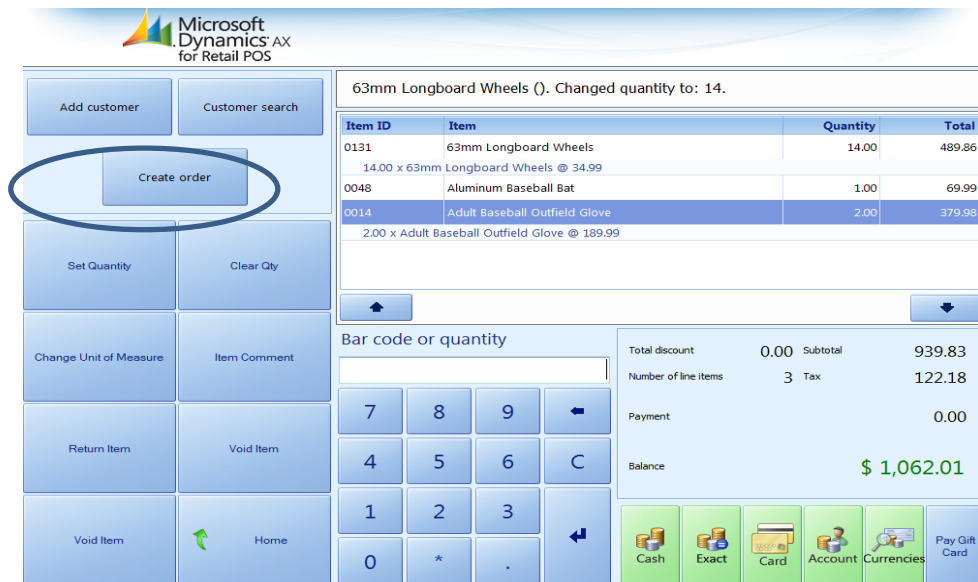 Microsoft
Dynamics AX
for Retail POS
Add customer
Customer search
Create order
Set Quantity
Clear Qty
Change Unit of Measure
Item Comment
Return Item
Void Item
Void Item
Home
63mm Longboard Wheels (). Changed quantity to: 14.
Item ID Item Quantity Total
0131 63mm Longboard Wheels 14.00 489.86
14.00 x 63mm Longboard Wheels @ 34.99
0048 Aluminum Baseball Bat 1.00 69.99
0014 Adult Baseball Outfield Glove 2.00 379.98
2.00 x Adult Baseball Outfield Glove @ 189.99
Bar code or quantity
7 8 9
4 5 6 C
1 2 3
0 * .
Total discount 0.00 Subtotal 939.83
Number of line items 3 Tax 122.18
Payment 0.00
Balance $ 1,062.01
Cash
Exact
Card
Account
Currencies
Pay Gift
Card